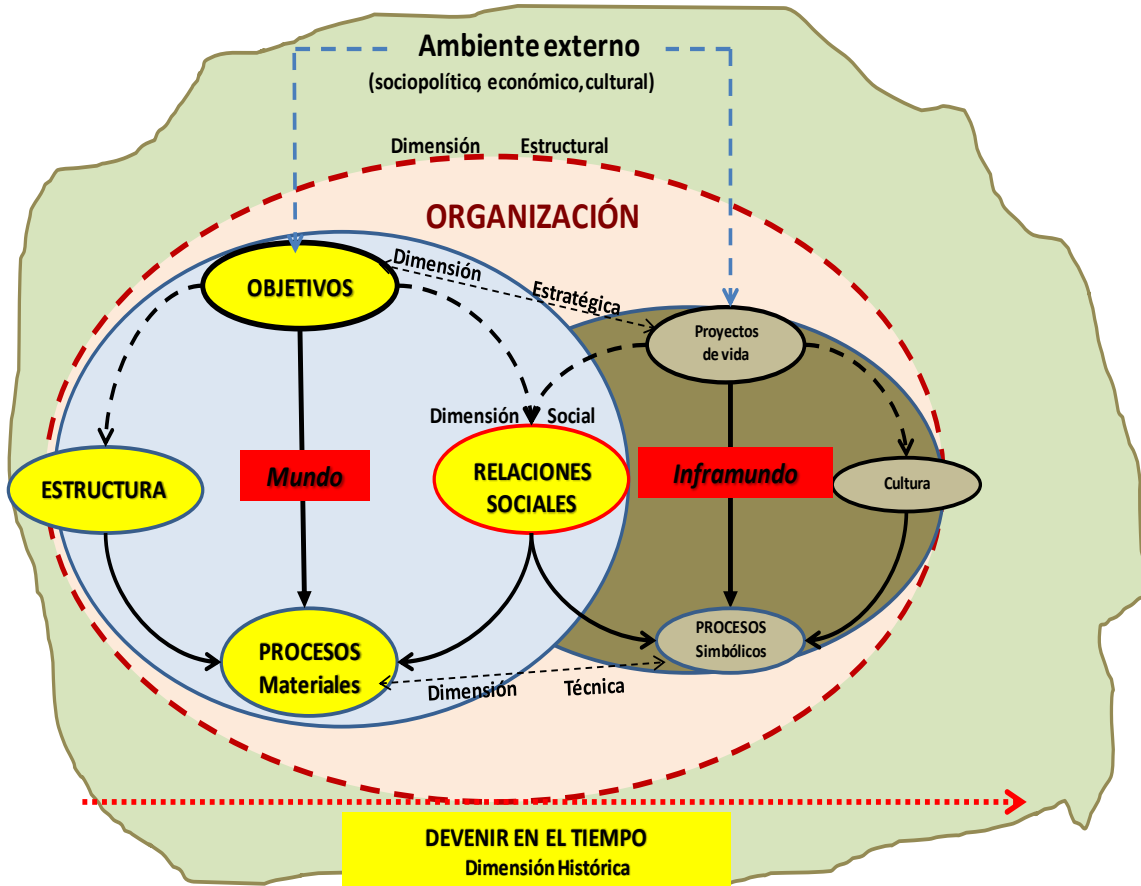 Ambiente externo
(sociopolítico, económico, cultural)
Dimensión Estructural
ORGANIZACIÓN
OBJETIVOS
Dimensión
Estratégica
Proyectos
de vida
Dimensión Social
ESTRUCTURA
Mundo
RELACIONES
SOCIALES
Inframundo
Cultura
PROCESOS
Materiales
PROCESOS
Simbólicos
Dimensión Técnica
DEVENIR EN EL TIEMPO
Dimensión Histórica